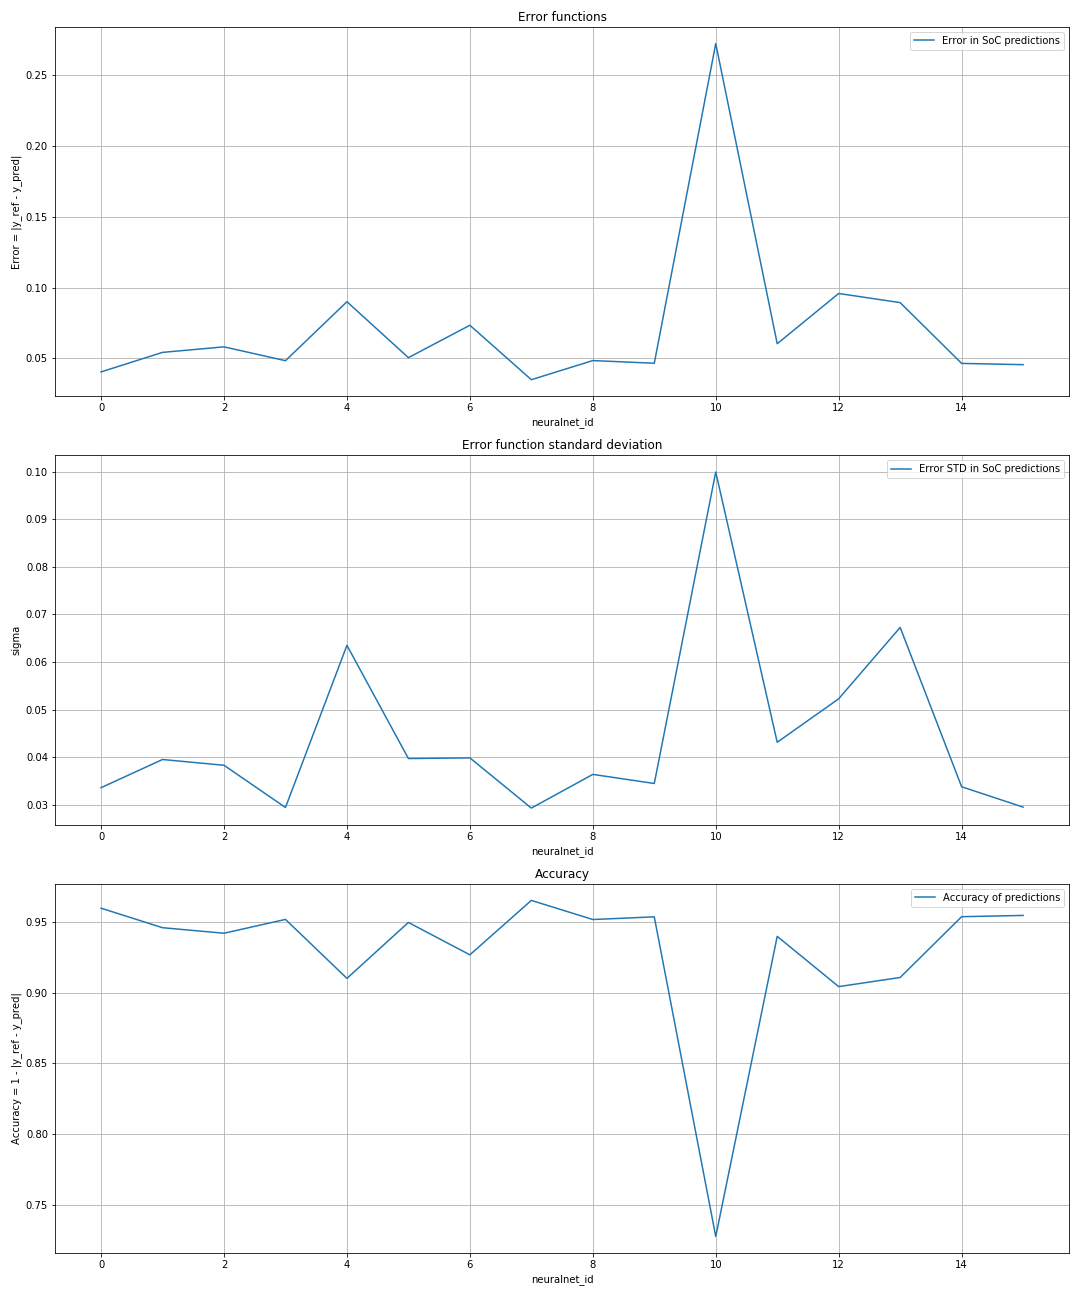 Error functions
Error in SoC predictions
0.25
0.20
0.15
0.10
0.05
Error = |y_ref - y_pred|
0 2 4 6 8 10 12 14
neuralnet_id
Error function standard deviation
Error STD in SoC predictions
0.10
0.09
0.08
0.07
0.06
0.05
0.04
0.03
sigma
0 2 4 6 8 10 12 14
neuralnet_id
Accuracy
Accuracy of predictions
0.95
0.90
0.85
0.80
0.75
Accuracy = 1 - |y_ref - y_pred|
0 2 4 6 8 10 12 14
neuralnet_id